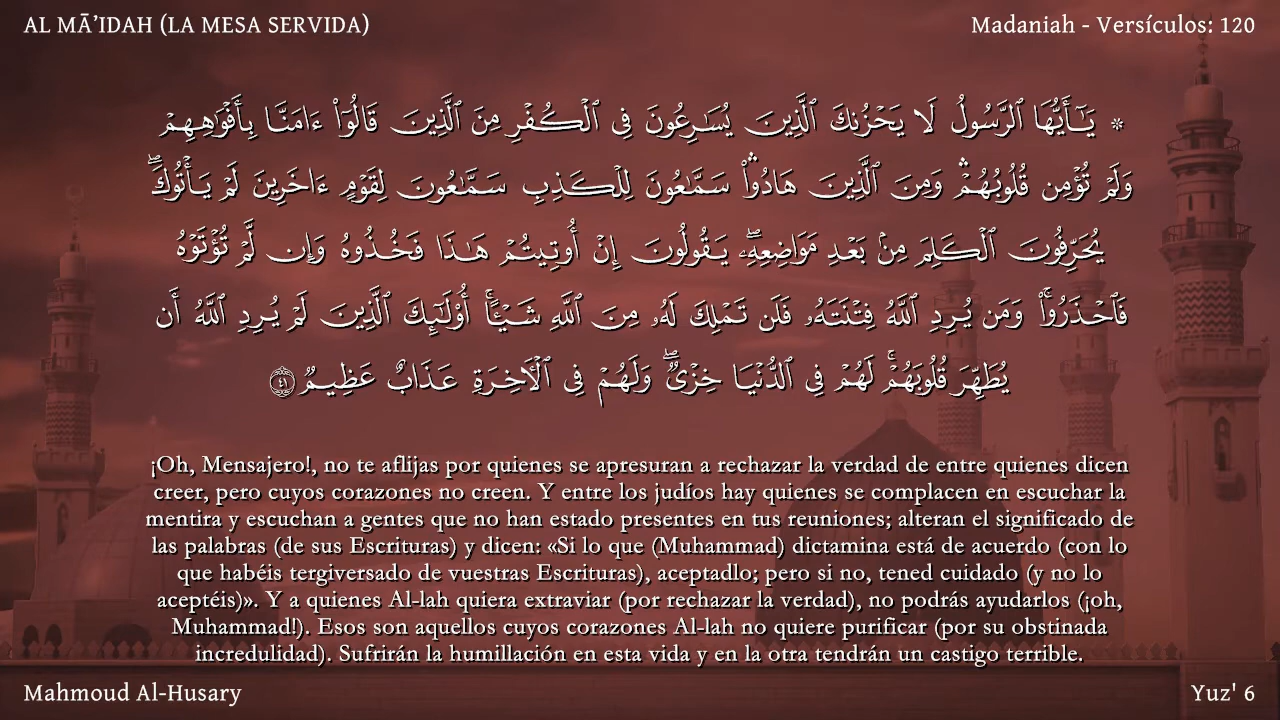 AL MĀ’IDAH (LA MESA SERVIDA)
Madaniah - Versículos: 120
۞ يَـٰٓأَيُّهَا ٱلرَّسُولُ لَا يَحْزُنكَ ٱلَّذِينَ يُسَـٰرِعُونَ فِى ٱلْكُفْرِ مِنَ ٱلَّذِينَ قَالُوٓا۟ ءَامَنَّا بِأَفْوَٰهِهِمْ
وَلَمْ تُؤْمِن قُلُوبُهُمْ ۛ وَمِنَ ٱلَّذِينَ هَادُوا۟ ۛ سَمَّـٰعُونَ لِلْكَذِبِ سَمَّـٰعُونَ لِقَوْمٍ ءَاخَرِينَ لَمْ يَأْتُوكَ ۖ
يُحَرِّفُونَ ٱلْكَلِمَ مِنۢ بَعْدِ مَوَاضِعِهِۦ ۖ يَقُولُونَ إِنْ أُوتِيتُمْ هَـٰذَا فَخُذُوهُ وَإِن لَّمْ تُؤْتَوْهُ
فَٱحْذَرُوا۟ ۚ وَمَن يُرِدِ ٱللَّهُ فِتْنَتَهُۥ فَلَن تَمْلِكَ لَهُۥ مِنَ ٱللَّهِ شَيْـًٔا ۚ أُو۟لَـٰٓئِكَ ٱلَّذِينَ لَمْ يُرِدِ ٱللَّهُ أَن
يُطَهِّرَ قُلُوبَهُمْ ۚ لَهُمْ فِى ٱلدُّنْيَا خِزْىٌ ۖ وَلَهُمْ فِى ٱلْـَٔاخِرَةِ عَذَابٌ عَظِيمٌ ٤١
¡Oh, Mensajero!, no te aflijas por quienes se apresuran a rechazar la verdad de entre quienes dicen
creer, pero cuyos corazones no creen. Y entre los judíos hay quienes se complacen en escuchar la
mentira y escuchan a gentes que no han estado presentes en tus reuniones; alteran el significado de
las palabras (de sus Escrituras) y dicen: «Si lo que (Muhammad) dictamina está de acuerdo (con lo
que habéis tergiversado de vuestras Escrituras), aceptadlo; pero si no, tened cuidado (y no lo
aceptéis)». Y a quienes Al-lah quiera extraviar (por rechazar la verdad), no podrás ayudarlos (¡oh,
Muhammad!). Esos son aquellos cuyos corazones Al-lah no quiere purificar (por su obstinada
incredulidad). Sufrirán la humillación en esta vida y en la otra tendrán un castigo terrible.
Mahmoud Al-Husary
Yuz' 6